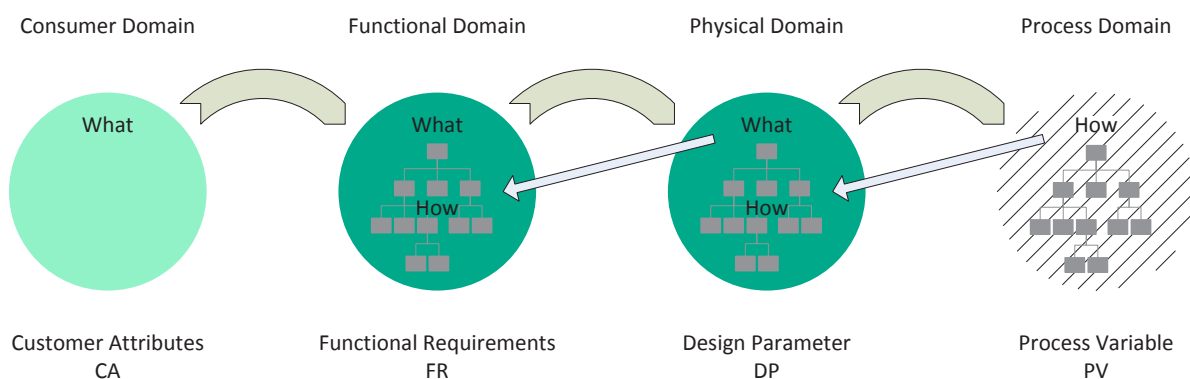 Consumer Domain
Functional Domain
Physical Domain
Process Domain
What
What
What
How
How
How
Customer Attributes
CA
Functional Requirements
FR
Design Parameter
DP
Process Variable
PV